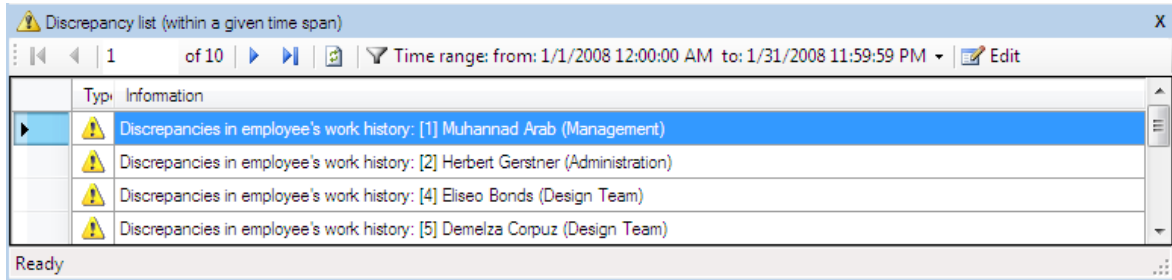 Discrepancy list (within a given time span) X
1 of 10 Time range: from: 1/1/2008 12:00:00 AM to: 1/31/2008 11:59:59 PM Edit
Type Information
Discrepancies in employee's work history: [1] Muhannad Arab (Management)
Discrepancies in employee's work history: [2] Herbert Gerstner (Administration)
Discrepancies in employee's work history: [4] Eliseo Bonds (Design Team)
Discrepancies in employee's work history: [5] Demelza Corpuz (Design Team)
Ready